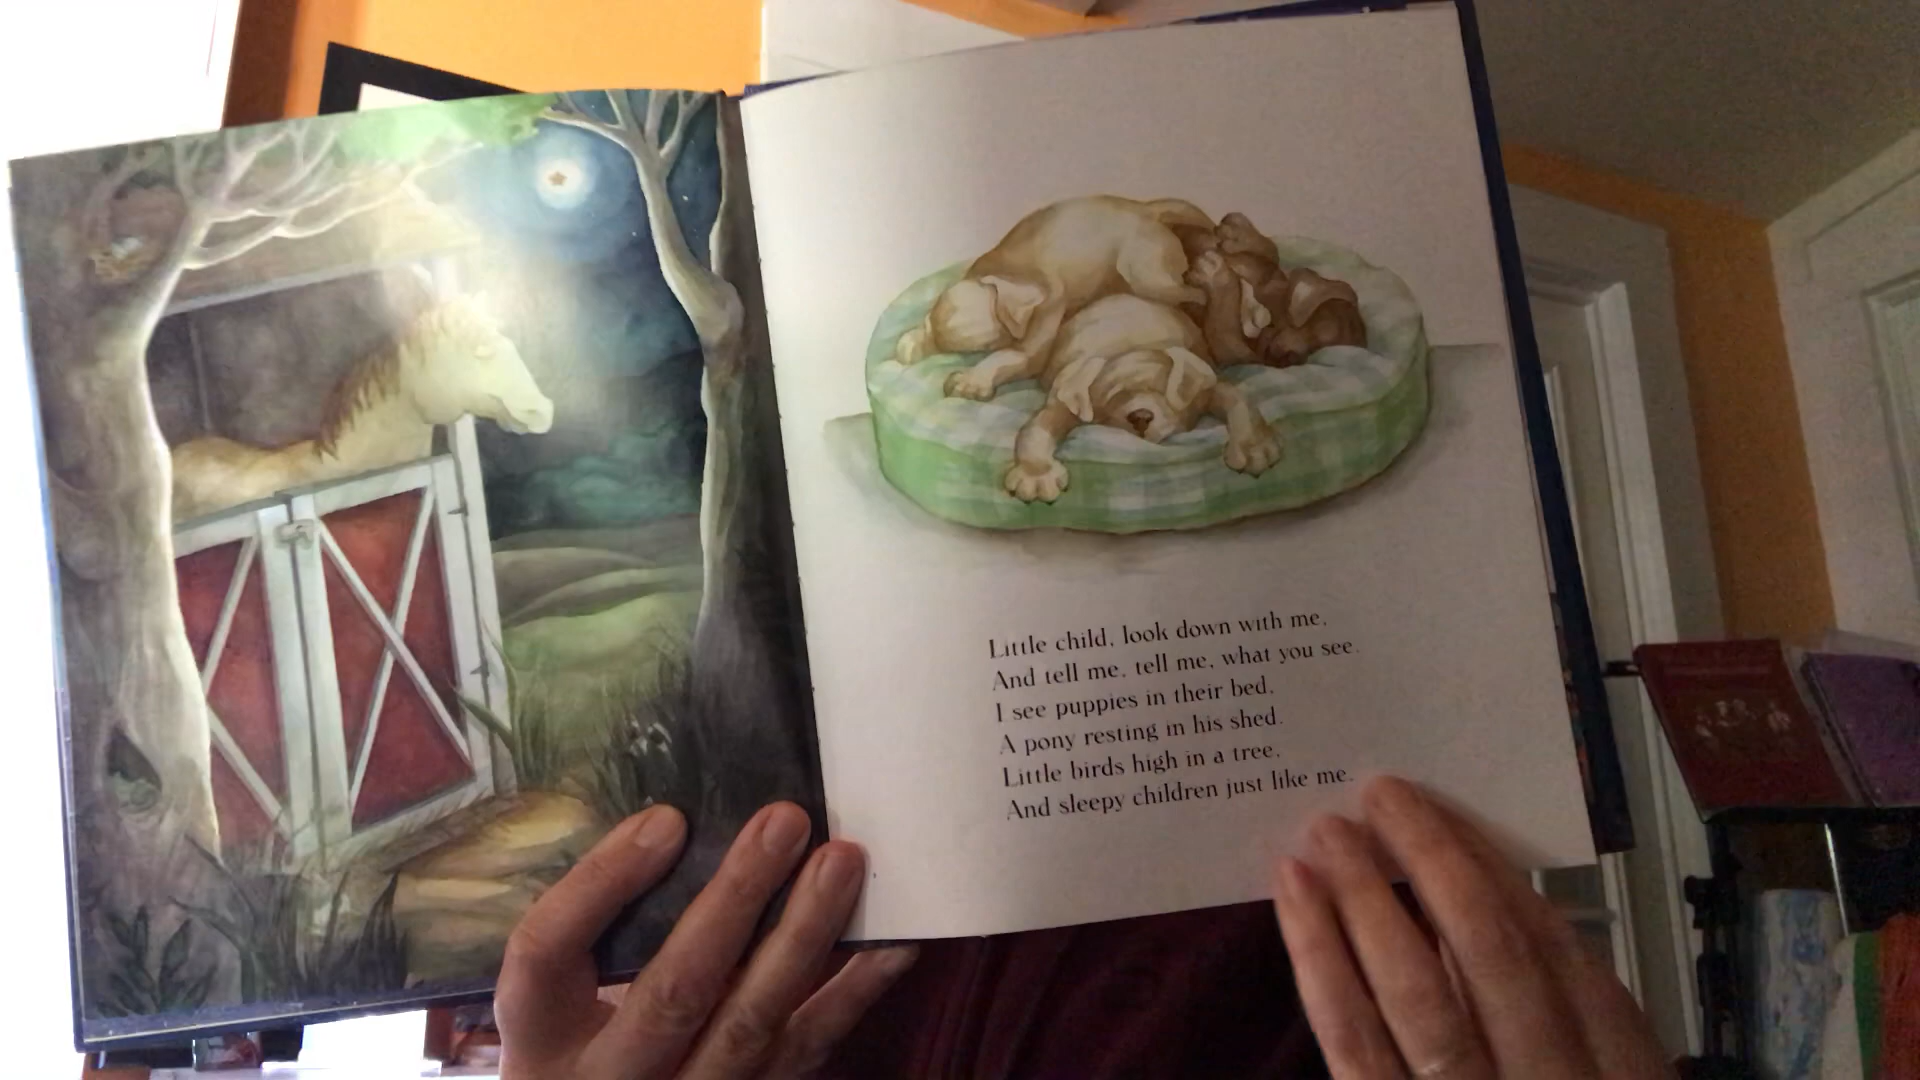 Little child, look down with me,
And tell me, tell me, what you see.
I see puppies in their bed,
A pony resting in his shed.
Little birds high in a tree,
And sleepy children just like me.